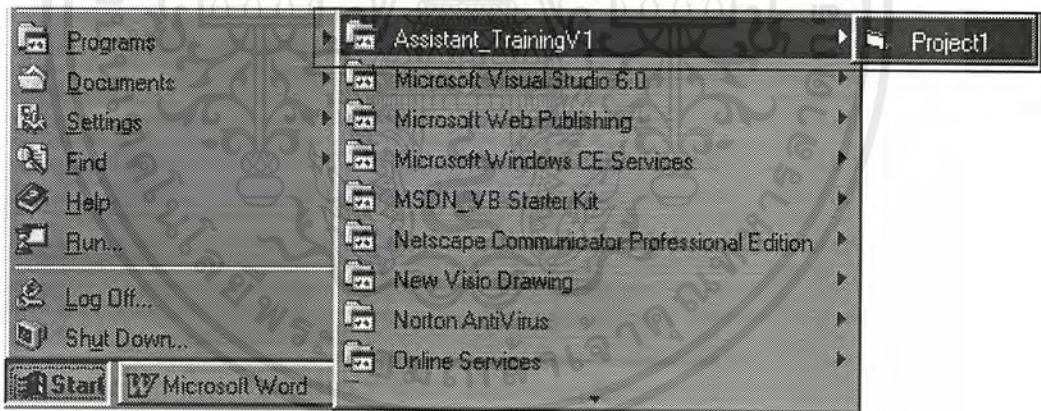 Programs
Documents
Settings
Find
Help
Run...
Log Off...
Shut Down...
Start Microsoft Word
Assistant_TrainingV1
Microsoft Visual Studio 6.0
Microsoft Web Publishing
Microsoft Windows CE Services
MSDN_VB Starter Kit
Netscape Communicator Professional Edition
New Visio Drawing
Norton AntiVirus
Online Services
Project1